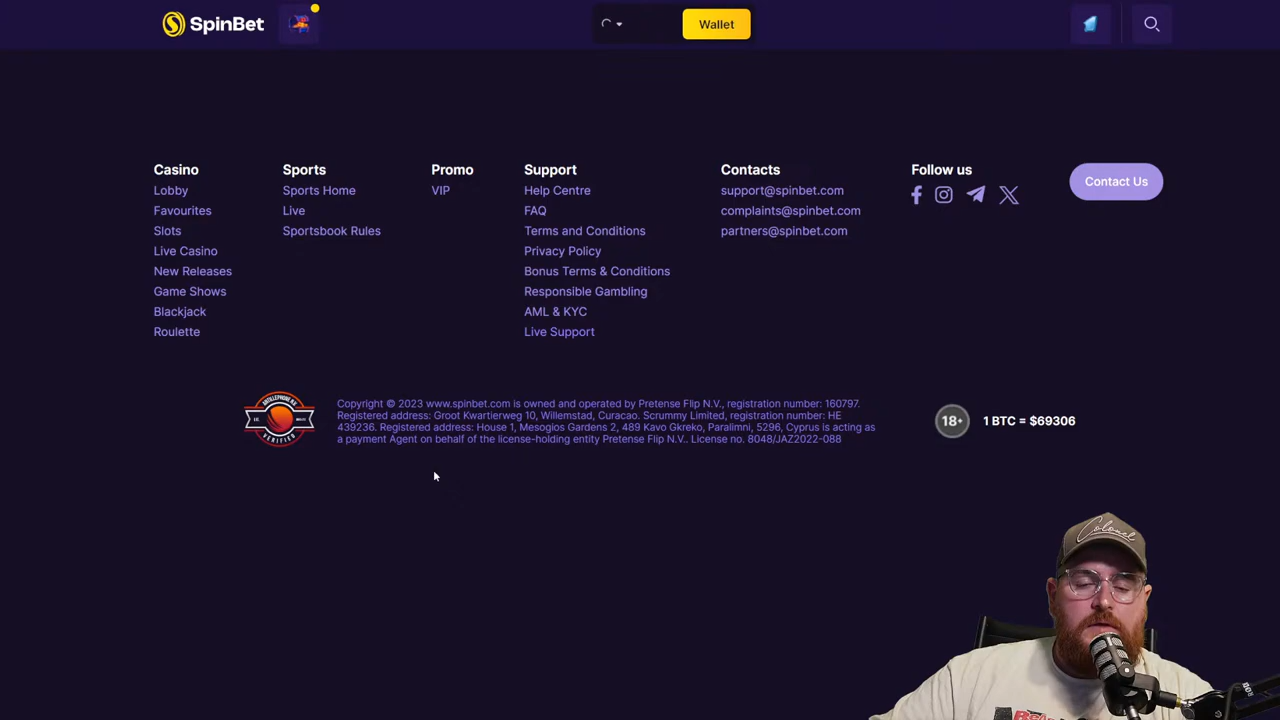 SpinBet
Wallet
Casino
Lobby
Favourites
Slots
Live Casino
New Releases
Game Shows
Blackjack
Roulette
Sports
Sports Home
Live
Sportsbook Rules
Promo
VIP
Support
Help Centre
FAQ
Terms and Conditions
Privacy Policy
Bonus Terms & Conditions
Responsible Gambling
AML & KYC
Live Support
Contacts
support@spinbet.com
complaints@spinbet.com
partners@spinbet.com
Follow us
Contact Us
VERIFIED
Copyright © 2023 www.spinbet.com is owned and operated by Pretense Flip N.V., registration number: 160797.
Registered address: Groot Kwartierweg 10, Willemstad, Curacao. Scrummy Limited, registration number: HE
439236. Registered address: House 1, Mesogios Gardens 2, 489 Kavo Gkreko, Paralimni, 5296, Cyprus is acting as
a payment Agent on behalf of the license-holding entity Pretense Flip N.V.. License no. 8048/JAZ2022-088
18+
1 BTC = $69306
Colonel